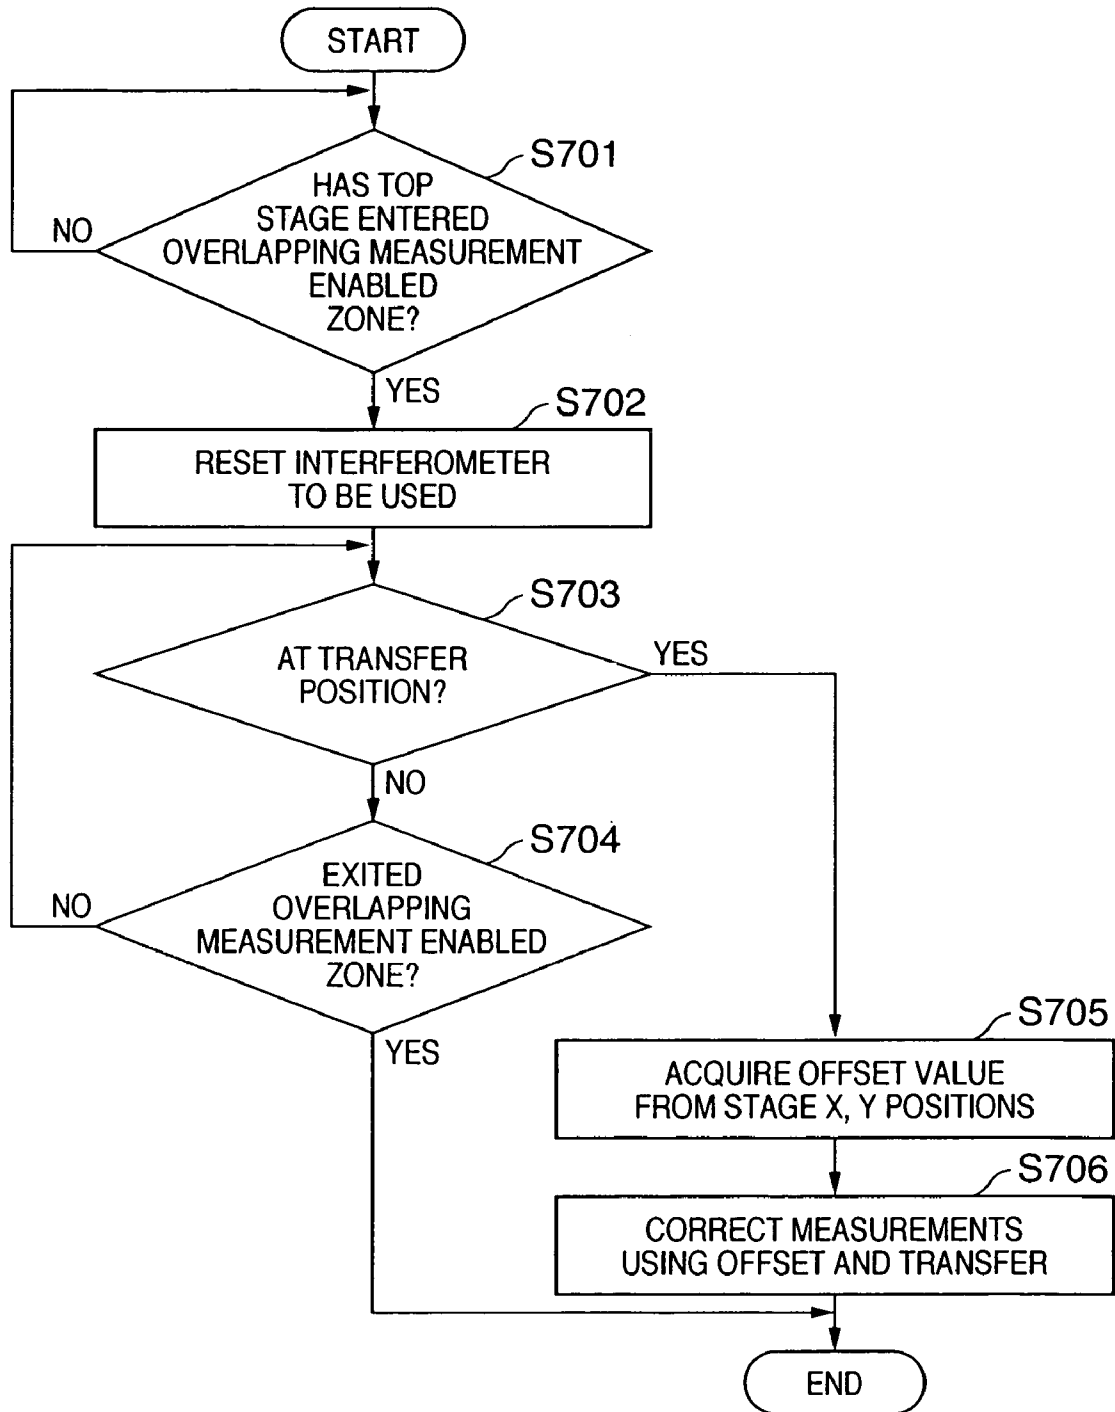 START
S701
HAS TOP
STAGE ENTERED
OVERLAPPING MEASUREMENT
ENABLED
ZONE?
NO
YES
S702
RESET INTERFEROMETER
TO BE USED
S703
AT TRANSFER
POSITION?
YES
NO
S704
EXITED
OVERLAPPING
MEASUREMENT ENABLED
ZONE?
NO
YES
S705
ACQUIRE OFFSET VALUE
FROM STAGE X, Y POSITIONS
S706
CORRECT MEASUREMENTS
USING OFFSET AND TRANSFER
END